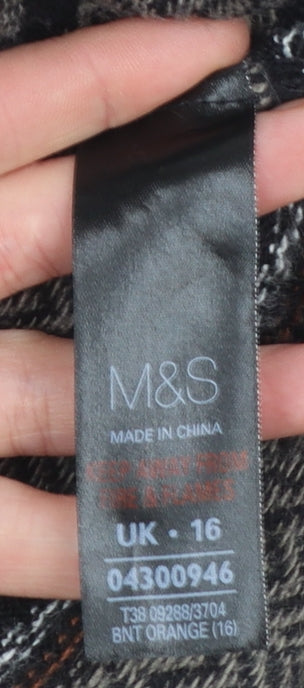 M&S
MADE IN CHINA
KEEP AWAY FROM
FIRE & FLAMES
UK • 16
04300946
T38 09288/3704
BNT ORANGE (16)